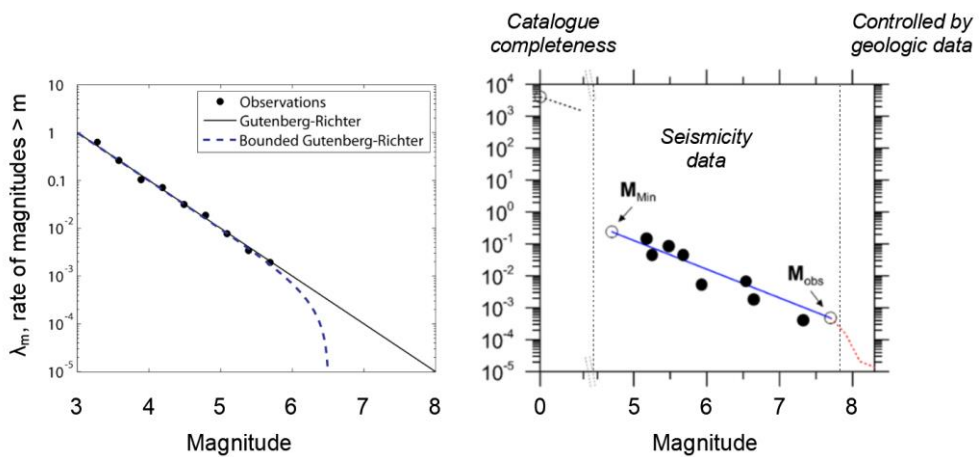 Catalogue
completeness
Controlled by
geologic data
λm, rate of magnitudes > m
1
0.1
10-2
10-3
10-4
10-5
Observations
Gutenberg-Richter
Bounded Gutenberg-Richter
3 4 5 6 7 8
Magnitude
104
103
102
101
100
10-1
10-2
10-3
10-4
10-5
Seismicity
data
MMin
Mobs
0 5 6 7 8
Magnitude